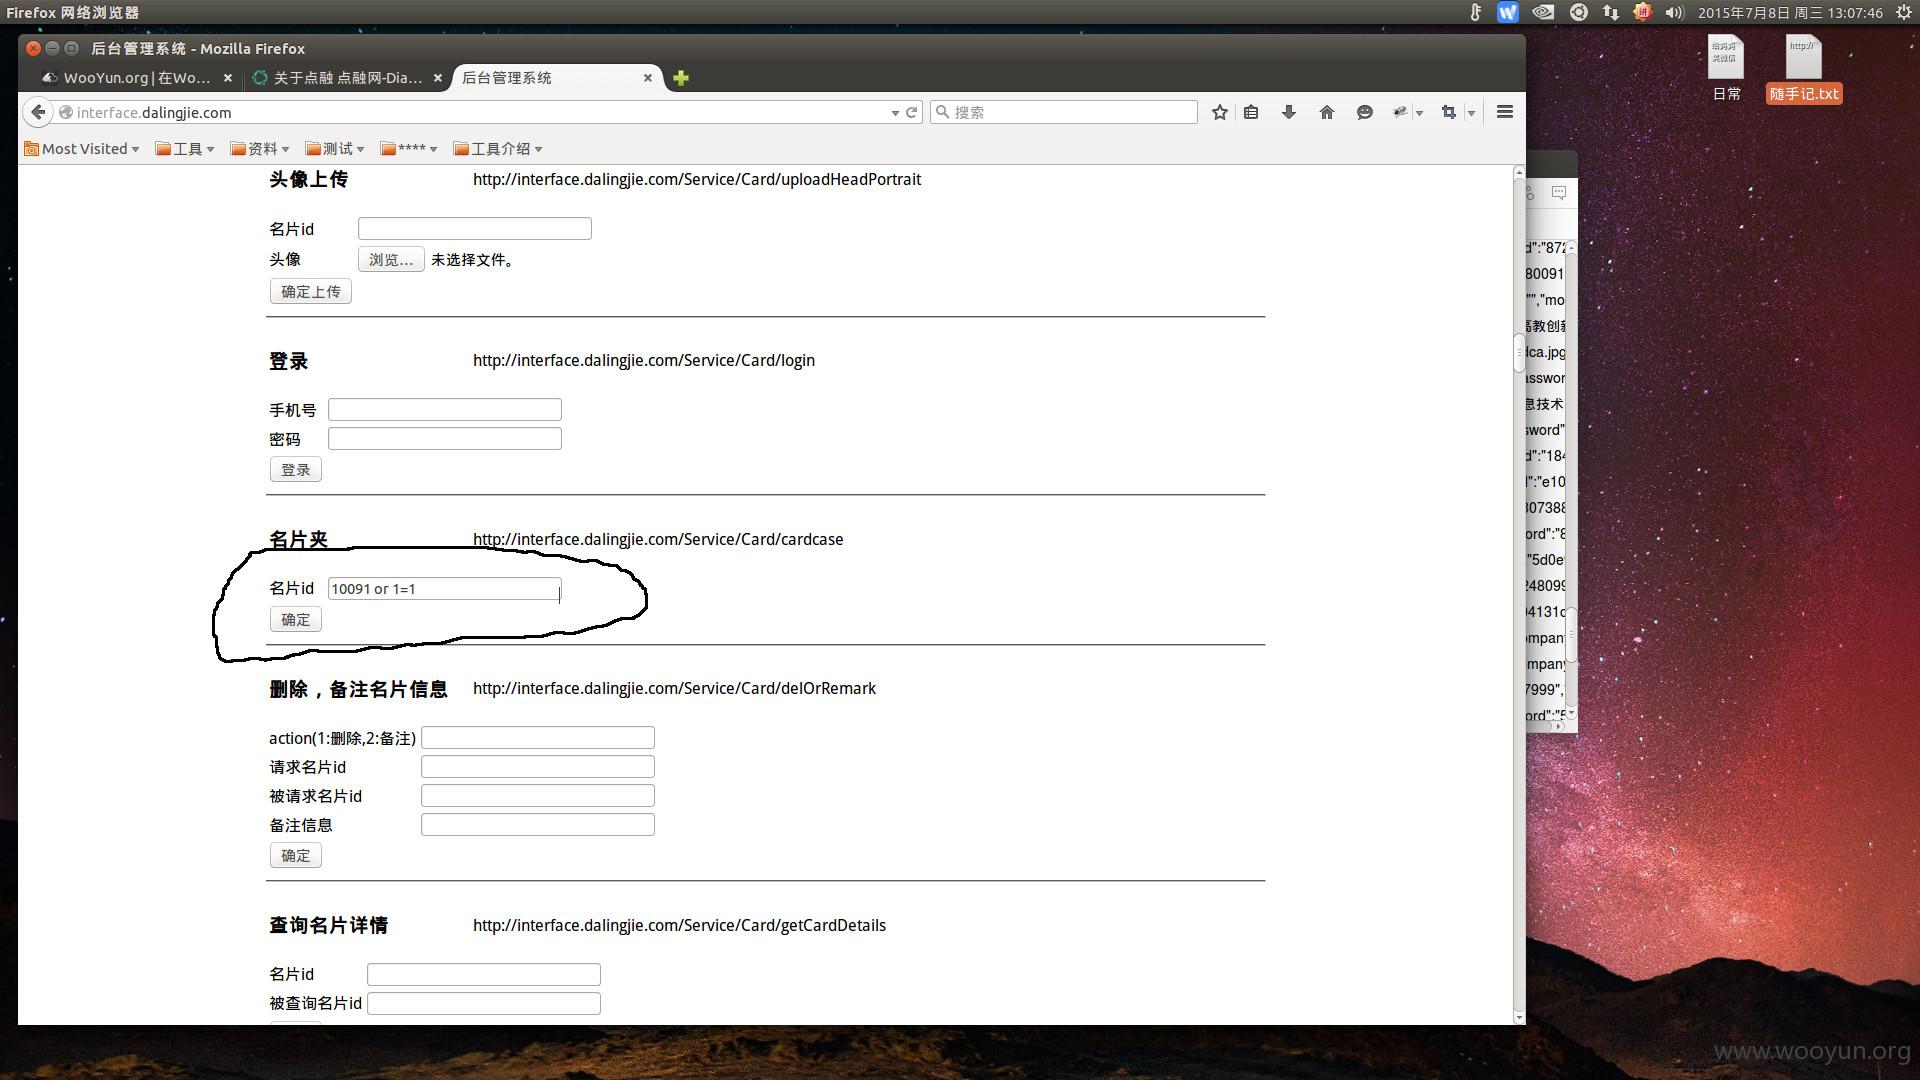 Firefox 网络浏览器
2015年7月8日 周三 13:07:46
后台管理系统 - Mozilla Firefox
WooYun.org | 在Wo...
关于点融 点融网-Dia...
后台管理系统
interface.dalingjie.com
搜索
Most Visited
工具
资料
测试
****
工具介绍
日常
随手记.txt
头像上传 http://interface.dalingjie.com/Service/Card/uploadHeadPortrait
名片id
头像 浏览... 未选择文件。
确定上传
登录 http://interface.dalingjie.com/Service/Card/login
手机号
密码
登录
名片夹 http://interface.dalingjie.com/Service/Card/cardcase
名片id 10091 or 1=1
确定
删除，备注名片信息 http://interface.dalingjie.com/Service/Card/delOrRemark
action(1:删除,2:备注)
请求名片id
被请求名片id
备注信息
确定
查询名片详情 http://interface.dalingjie.com/Service/Card/getCardDetails
名片id
被查询名片id
d":"872
80091
"","mo
高教创新
dca.jpg
asswor
息技术
sword"
d":"184
":"e10
307388
ord":"8
"5d0e
248099
04131c
ompany
mpany
7999","
ord":"5
www.wooyun.org